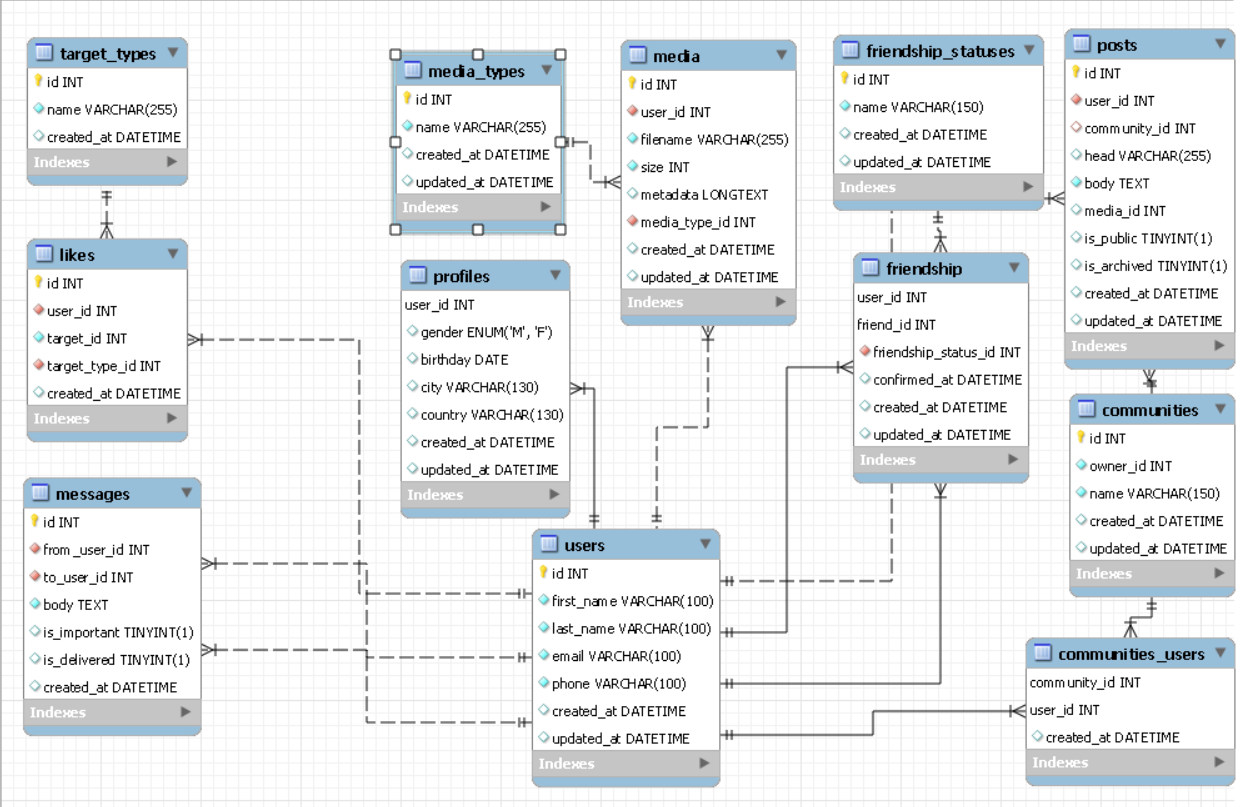 target_types
id INT
name VARCHAR(255)
created_at DATETIME
Indexes
media_types
id INT
name VARCHAR(255)
created_at DATETIME
updated_at DATETIME
Indexes
media
id INT
user_id INT
filename VARCHAR(255)
size INT
metadata LONGTEXT
media_type_id INT
created_at DATETIME
updated_at DATETIME
Indexes
friendship_statuses
id INT
name VARCHAR(150)
created_at DATETIME
updated_at DATETIME
Indexes
posts
id INT
user_id INT
community_id INT
head VARCHAR(255)
body TEXT
media_id INT
is_public TINYINT(1)
is_archived TINYINT(1)
created_at DATETIME
updated_at DATETIME
Indexes
likes
id INT
user_id INT
target_id INT
target_type_id INT
created_at DATETIME
Indexes
profiles
user_id INT
gender ENUM('M', 'F')
birthday DATE
city VARCHAR(130)
country VARCHAR(130)
created_at DATETIME
updated_at DATETIME
Indexes
friendship
user_id INT
friend_id INT
friendship_status_id INT
confirmed_at DATETIME
created_at DATETIME
updated_at DATETIME
Indexes
communities
id INT
owner_id INT
name VARCHAR(150)
created_at DATETIME
updated_at DATETIME
Indexes
messages
id INT
from_user_id INT
to_user_id INT
body TEXT
is_important TINYINT(1)
is_delivered TINYINT(1)
created_at DATETIME
Indexes
users
id INT
first_name VARCHAR(100)
last_name VARCHAR(100)
email VARCHAR(100)
phone VARCHAR(100)
created_at DATETIME
updated_at DATETIME
Indexes
communities_users
community_id INT
user_id INT
created_at DATETIME
Indexes